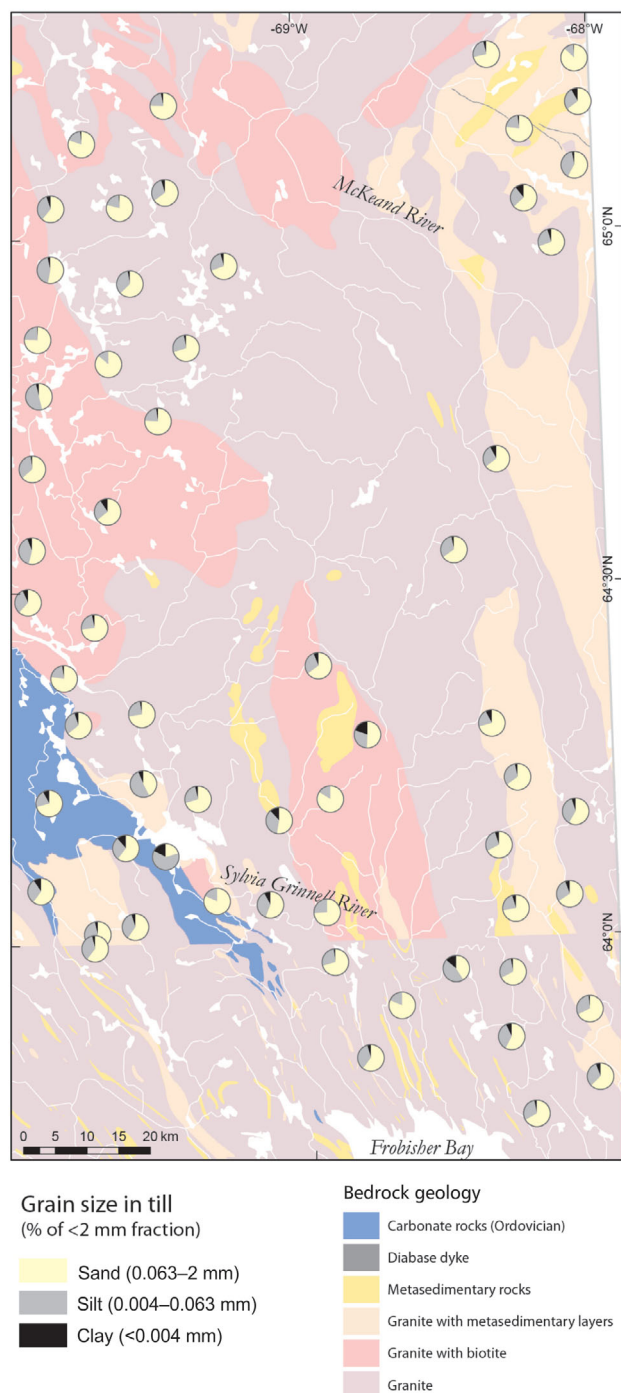 -69°W
-68°W
McKeand River
65°0'N
64°30'N
Sylvia Grinnell River
64°0'N
0 5 10 15 20 km
Frobisher Bay
Grain size in till
(% of <2 mm fraction)
Sand (0.063–2 mm)
Silt (0.004–0.063 mm)
Clay (<0.004 mm)
Bedrock geology
Carbonate rocks (Ordovician)
Diabase dyke
Metasedimentary rocks
Granite with metasedimentary layers
Granite with biotite
Granite